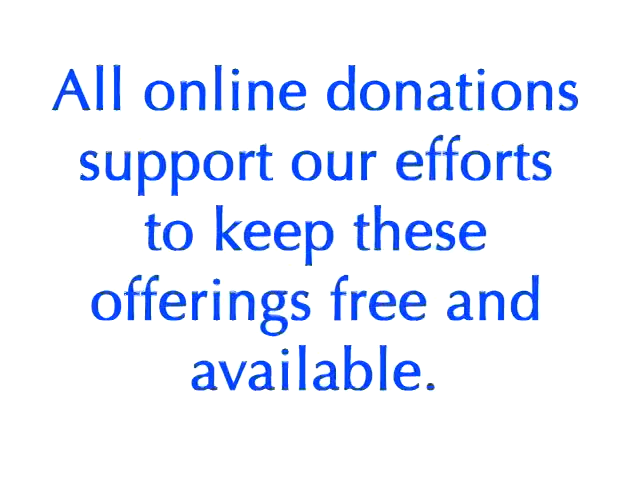 All online donations
support our efforts
to keep these
offerings free and
available.